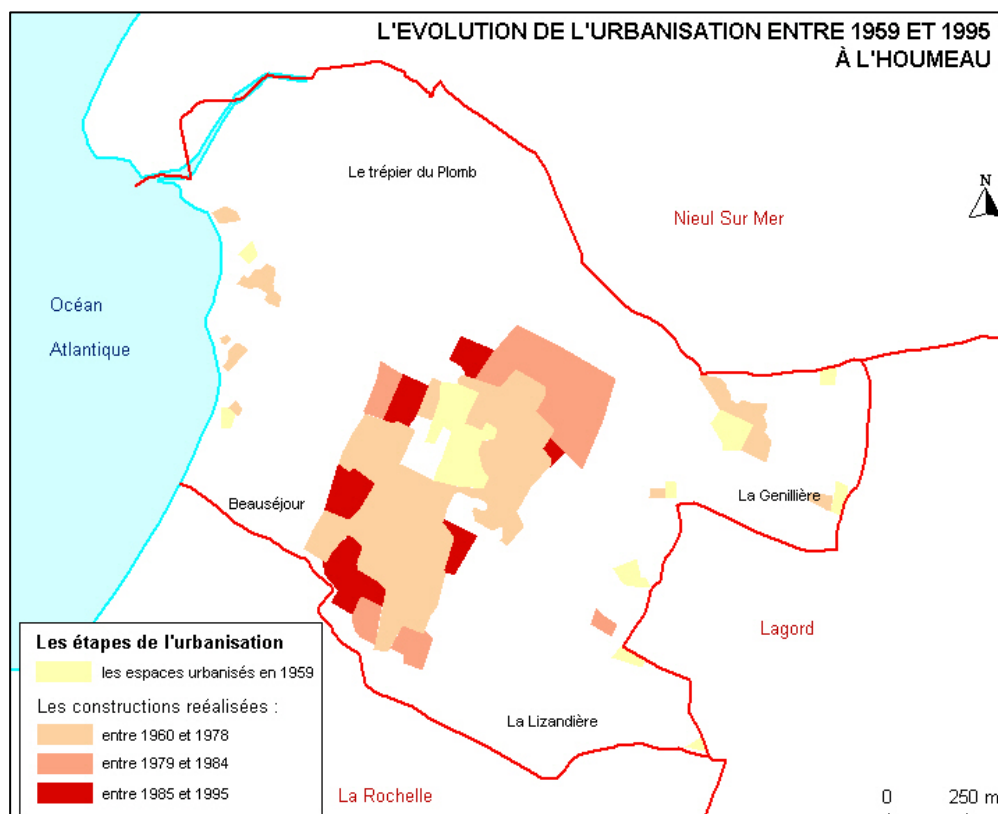 L'EVOLUTION DE L'URBANISATION ENTRE 1959 ET 1995
À L'HOUMEAU
Le trépier du Plomb
N
Nieul Sur Mer
Océan
Atlantique
La Genillière
Beauséjour
Lagord
La Lizandière
La Rochelle
Les étapes de l'urbanisation
les espaces urbanisés en 1959
Les constructions reéalisées :
entre 1960 et 1978
entre 1979 et 1984
entre 1985 et 1995
0 250 m